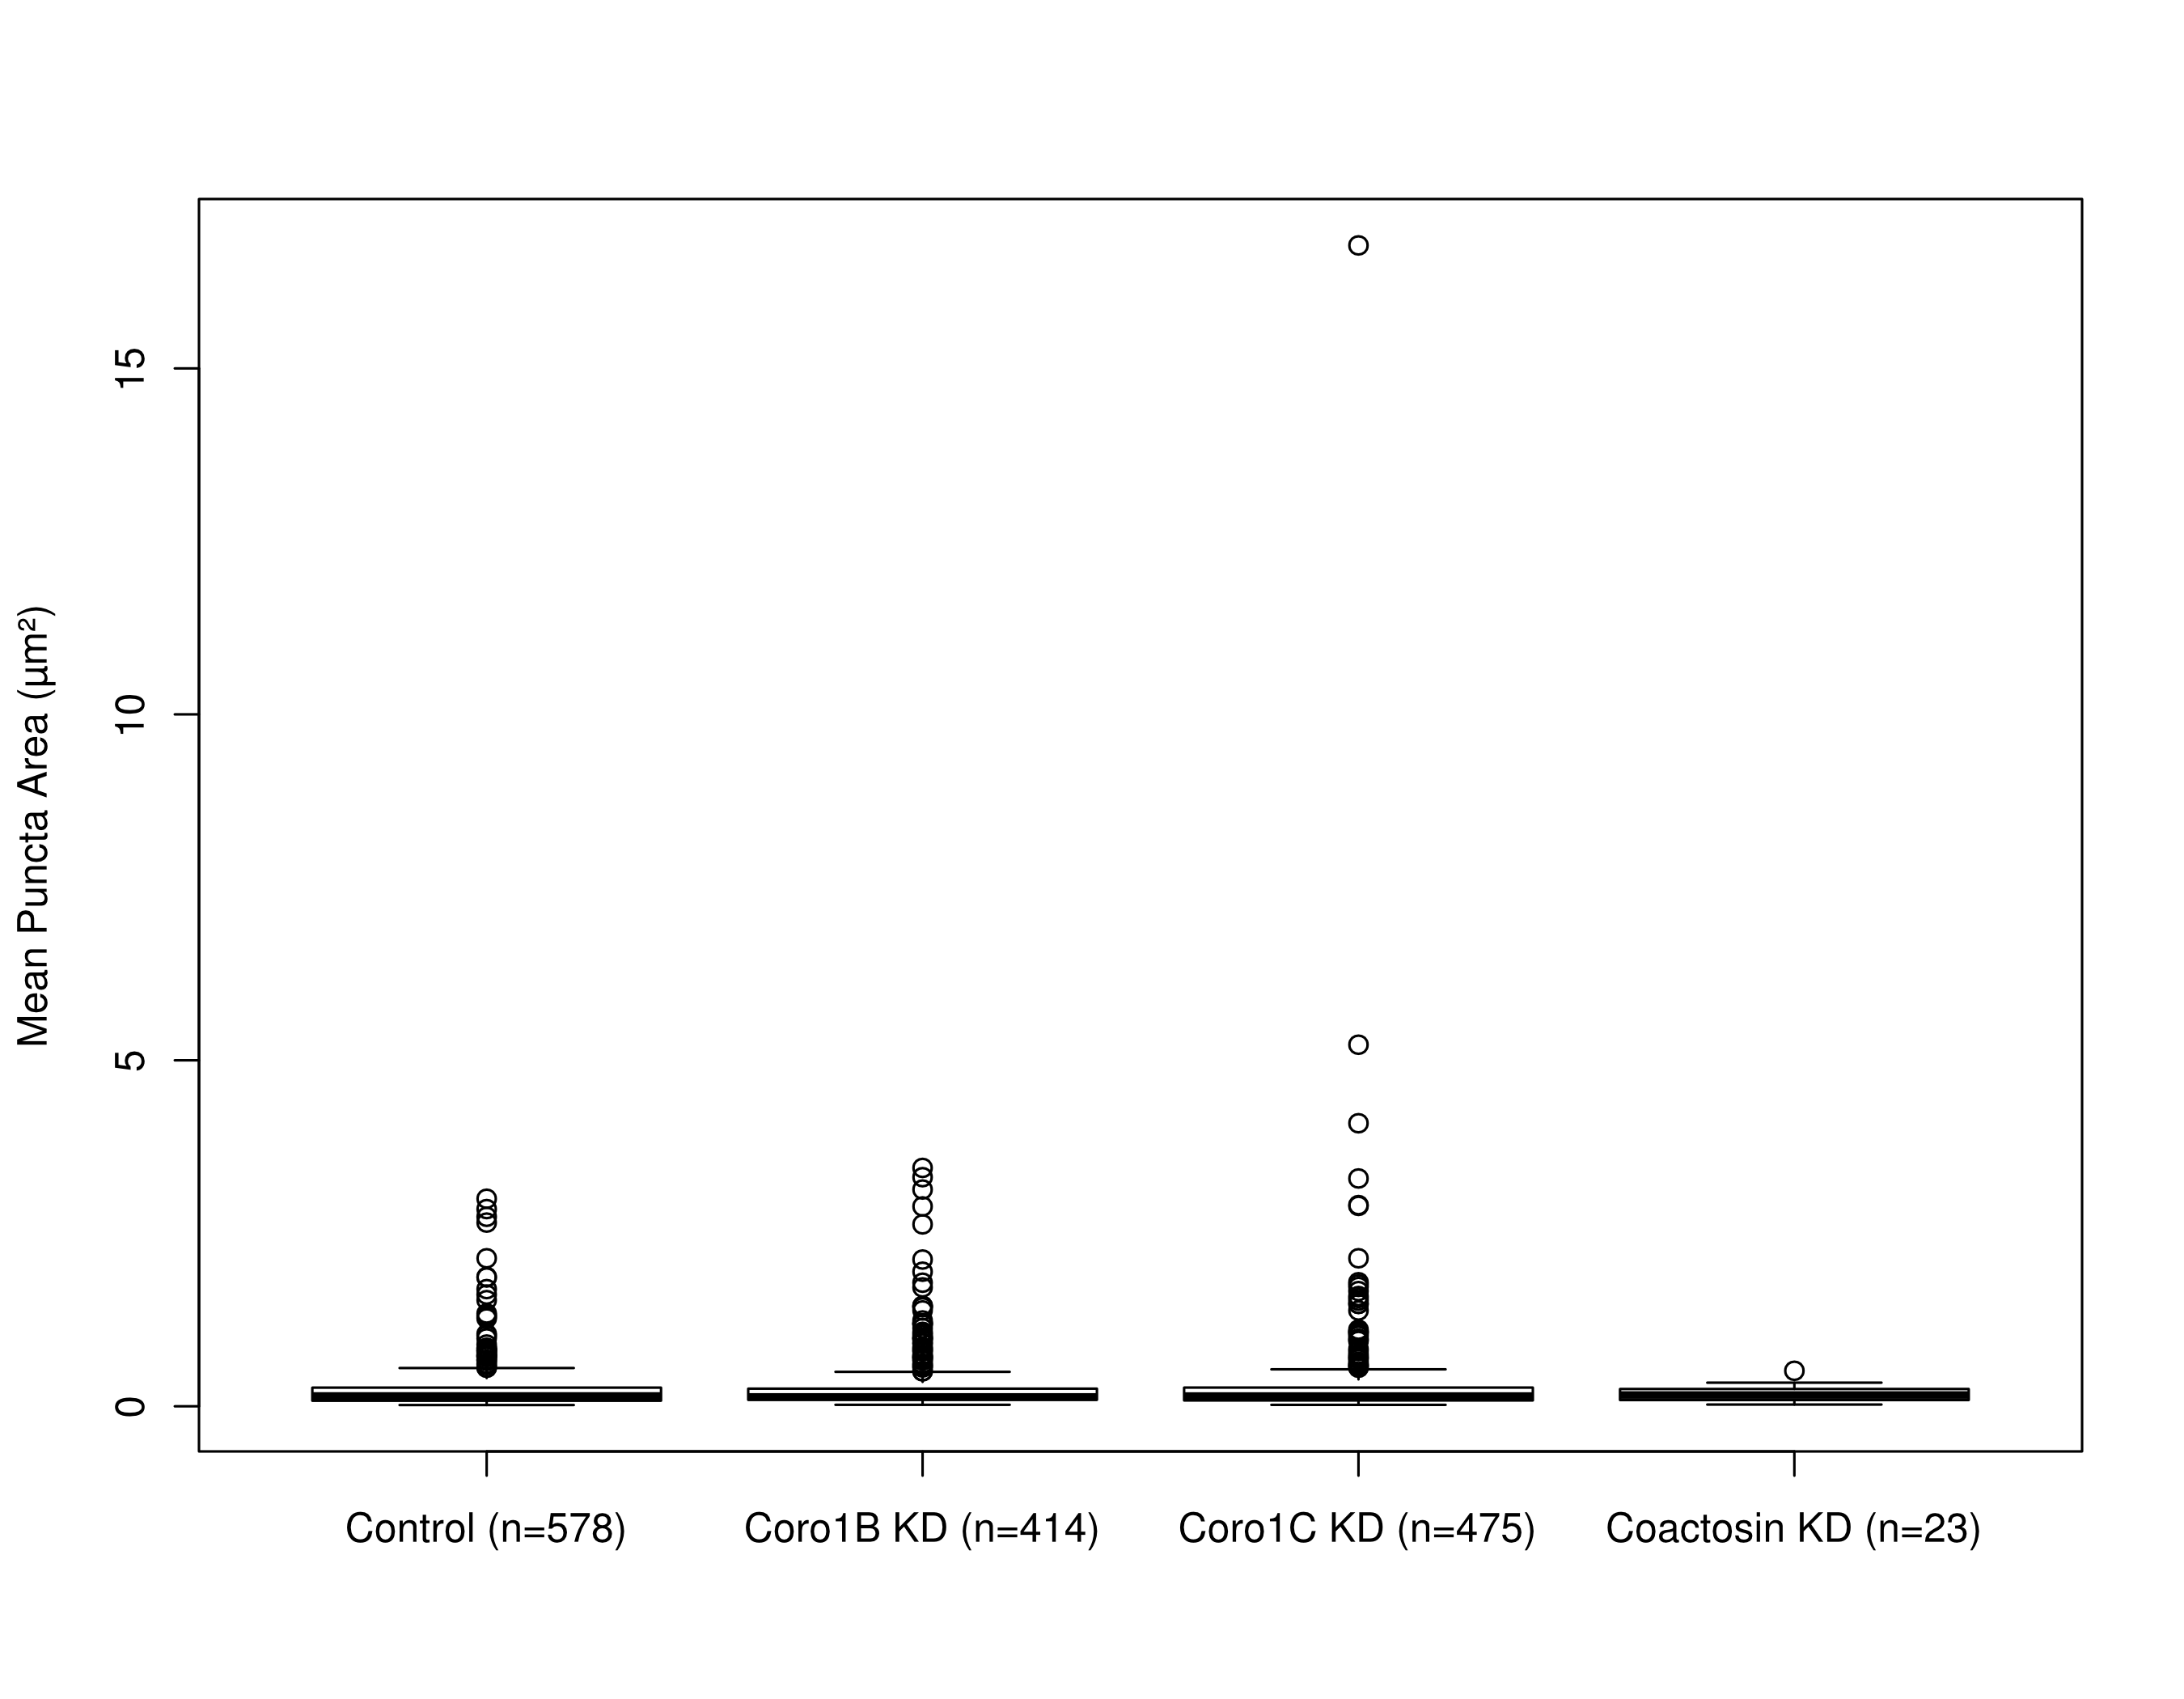 Mean Puncta Area (µm²)
15
10
5
0
Control (n=578)
Coro1B KD (n=414)
Coro1C KD (n=475)
Coactosin KD (n=23)